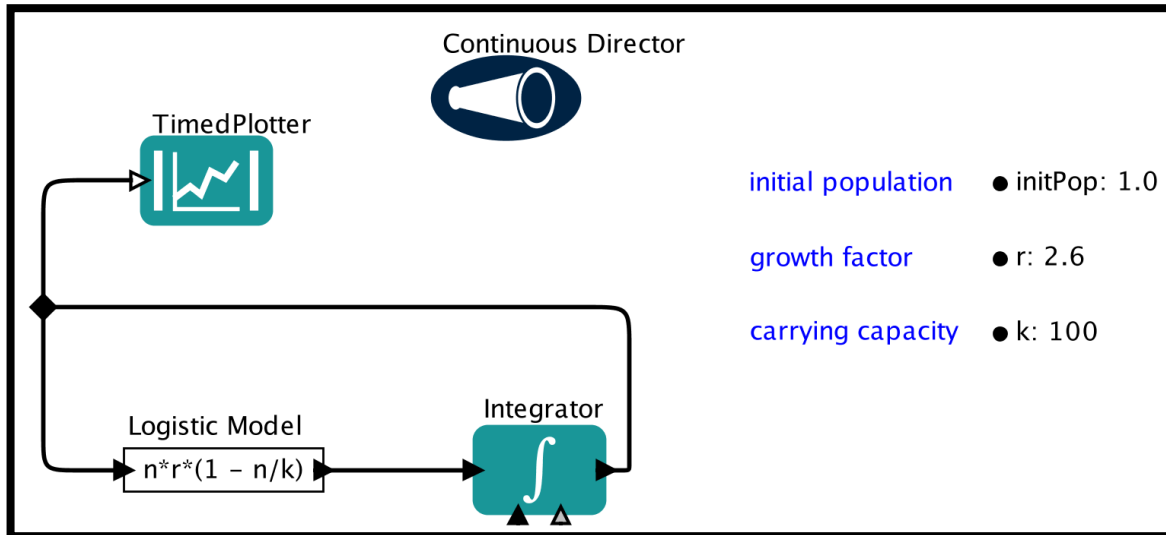 Continuous Director
TimedPlotter
initial population ● initPop: 1.0
growth factor ● r: 2.6
carrying capacity ● k: 100
Logistic Model
n*r*(1 - n/k)
Integrator
∫